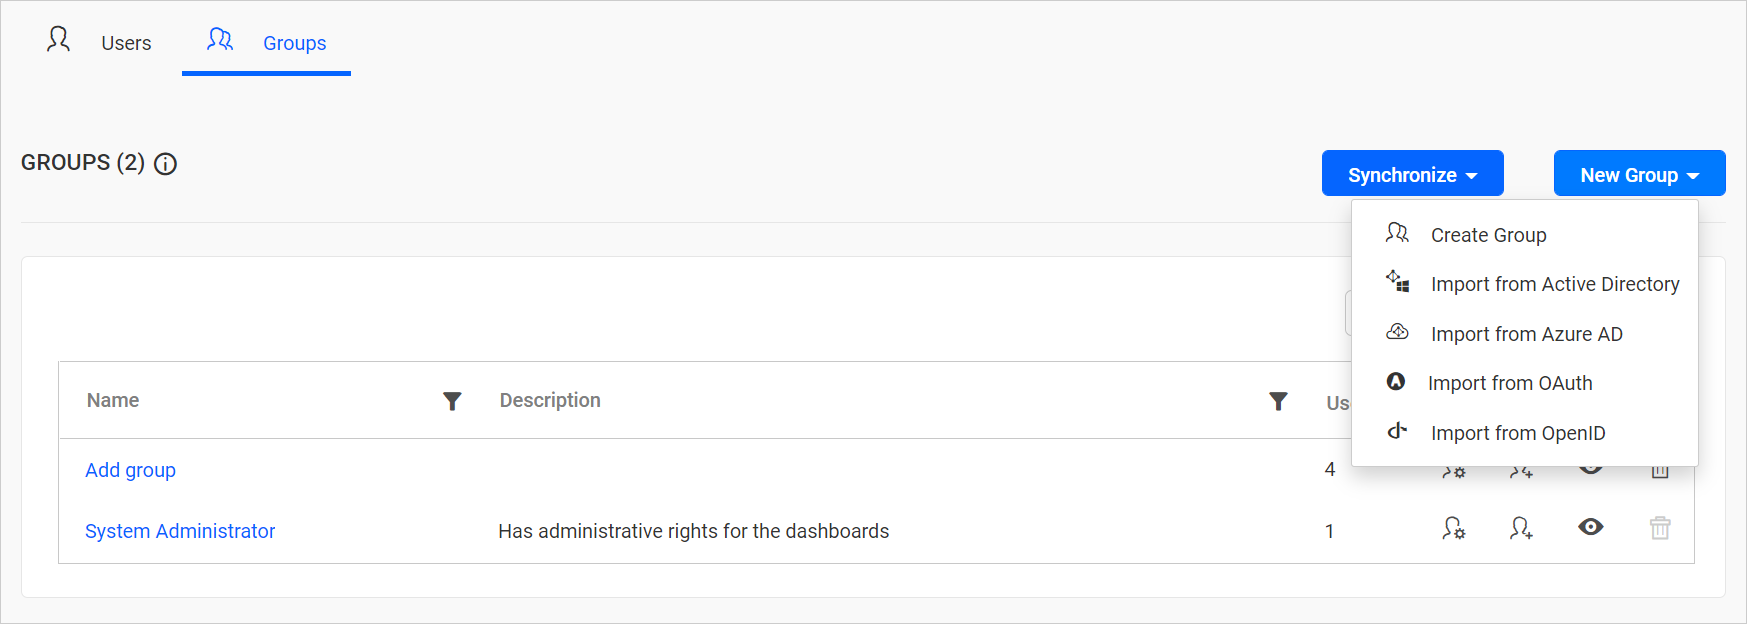 Users Groups
GROUPS (2)
Synchronize New Group
Create Group
Import from Active Directory
Import from Azure AD
Import from OAuth
Import from OpenID
Name Description
Add group 4
System Administrator Has administrative rights for the dashboards 1